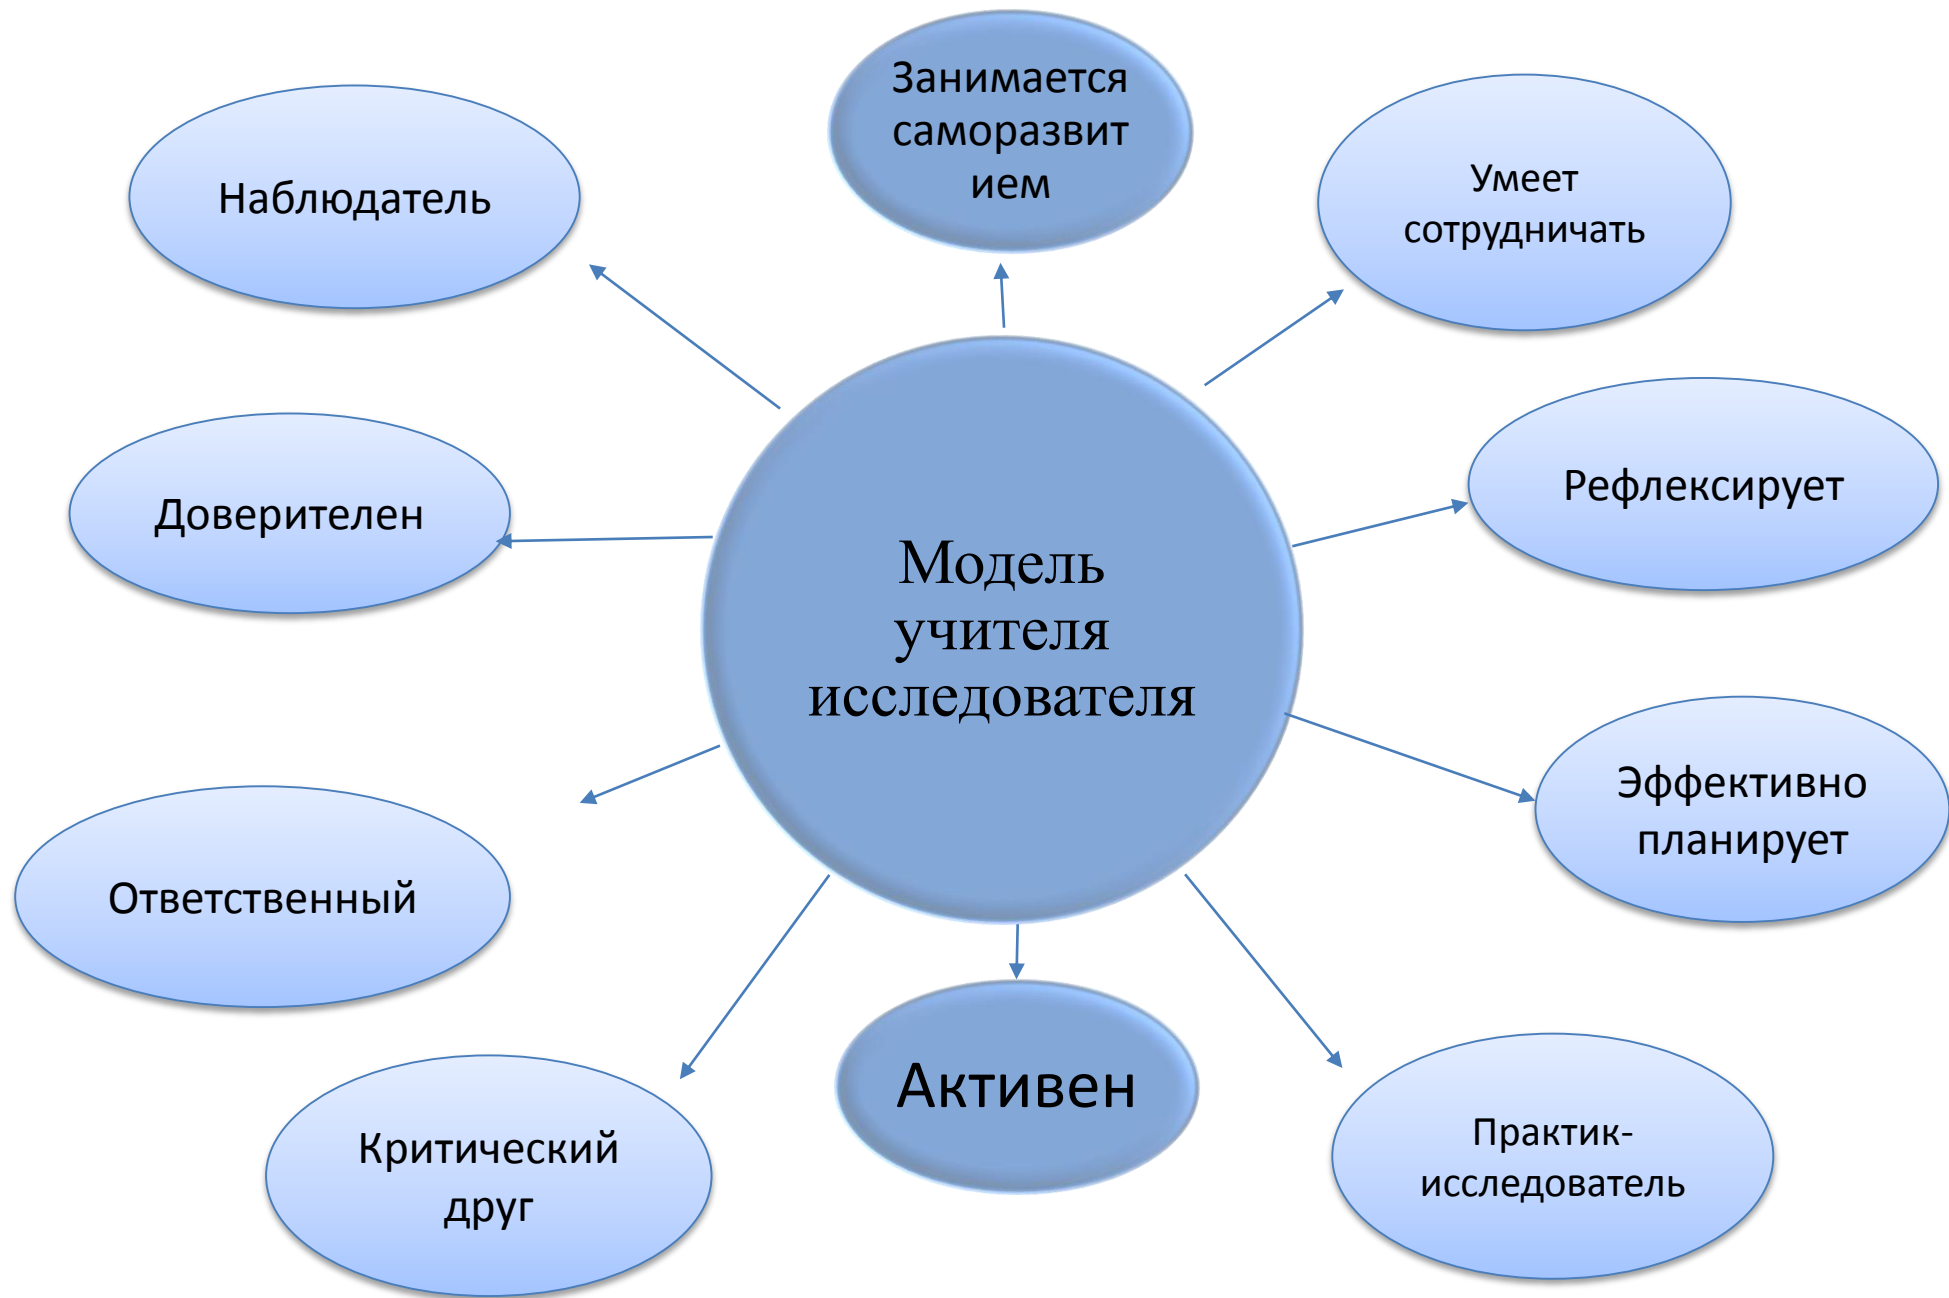 Занимается
саморазвит
ием
Наблюдатель
Умеет
сотрудничать
Доверителен
Рефлексирует
Модель
учителя
исследователя
Эффективно
планирует
Ответственный
Активен
Критический
друг
Практик-
исследователь